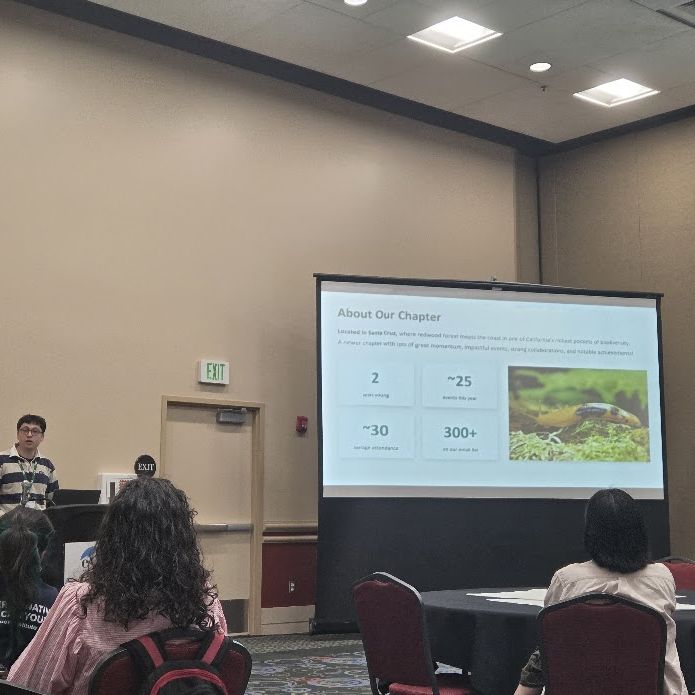 About Our Chapter
Located in Santa Cruz, where redwood forest meets the coast in one of California's richest pockets of biodiversity.
A newer chapter with lots of great momentum, impactful events, strong collaborations, and notable achievements!
2
years young
~25
events this year
~30
average attendance
300+
on our email list
EXIT
EXIT